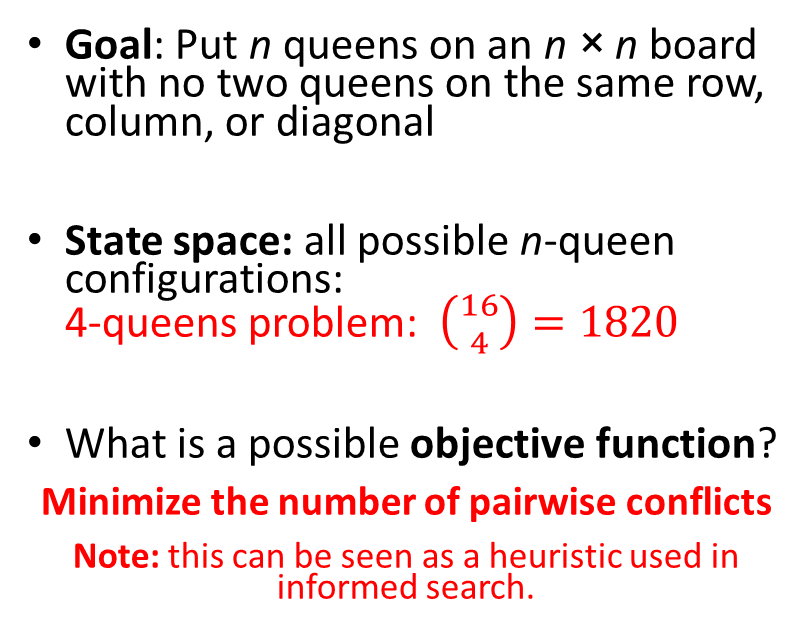 • Goal: Put n queens on an n × n board
with no two queens on the same row,
column, or diagonal
• State space: all possible n-queen
configurations:
4-queens problem: (16 4) = 1820
• What is a possible objective function?
Minimize the number of pairwise conflicts
Note: this can be seen as a heuristic used in
informed search.